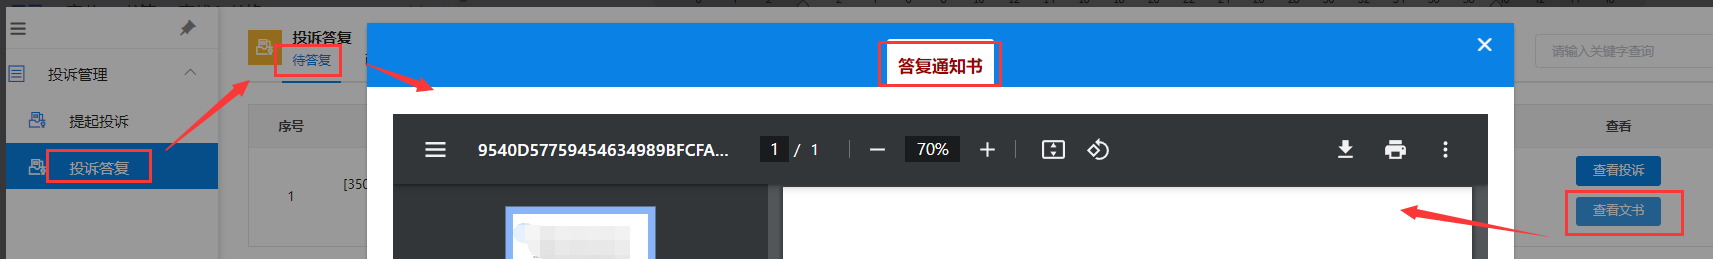 投诉管理
提起投诉
投诉答复
投诉答复
待答复
序号
1
[350
答复通知书
9540D57759454634989BFCFA...
1 / 1
70%
请输入关键字查询
查看
查看投诉
查看文书